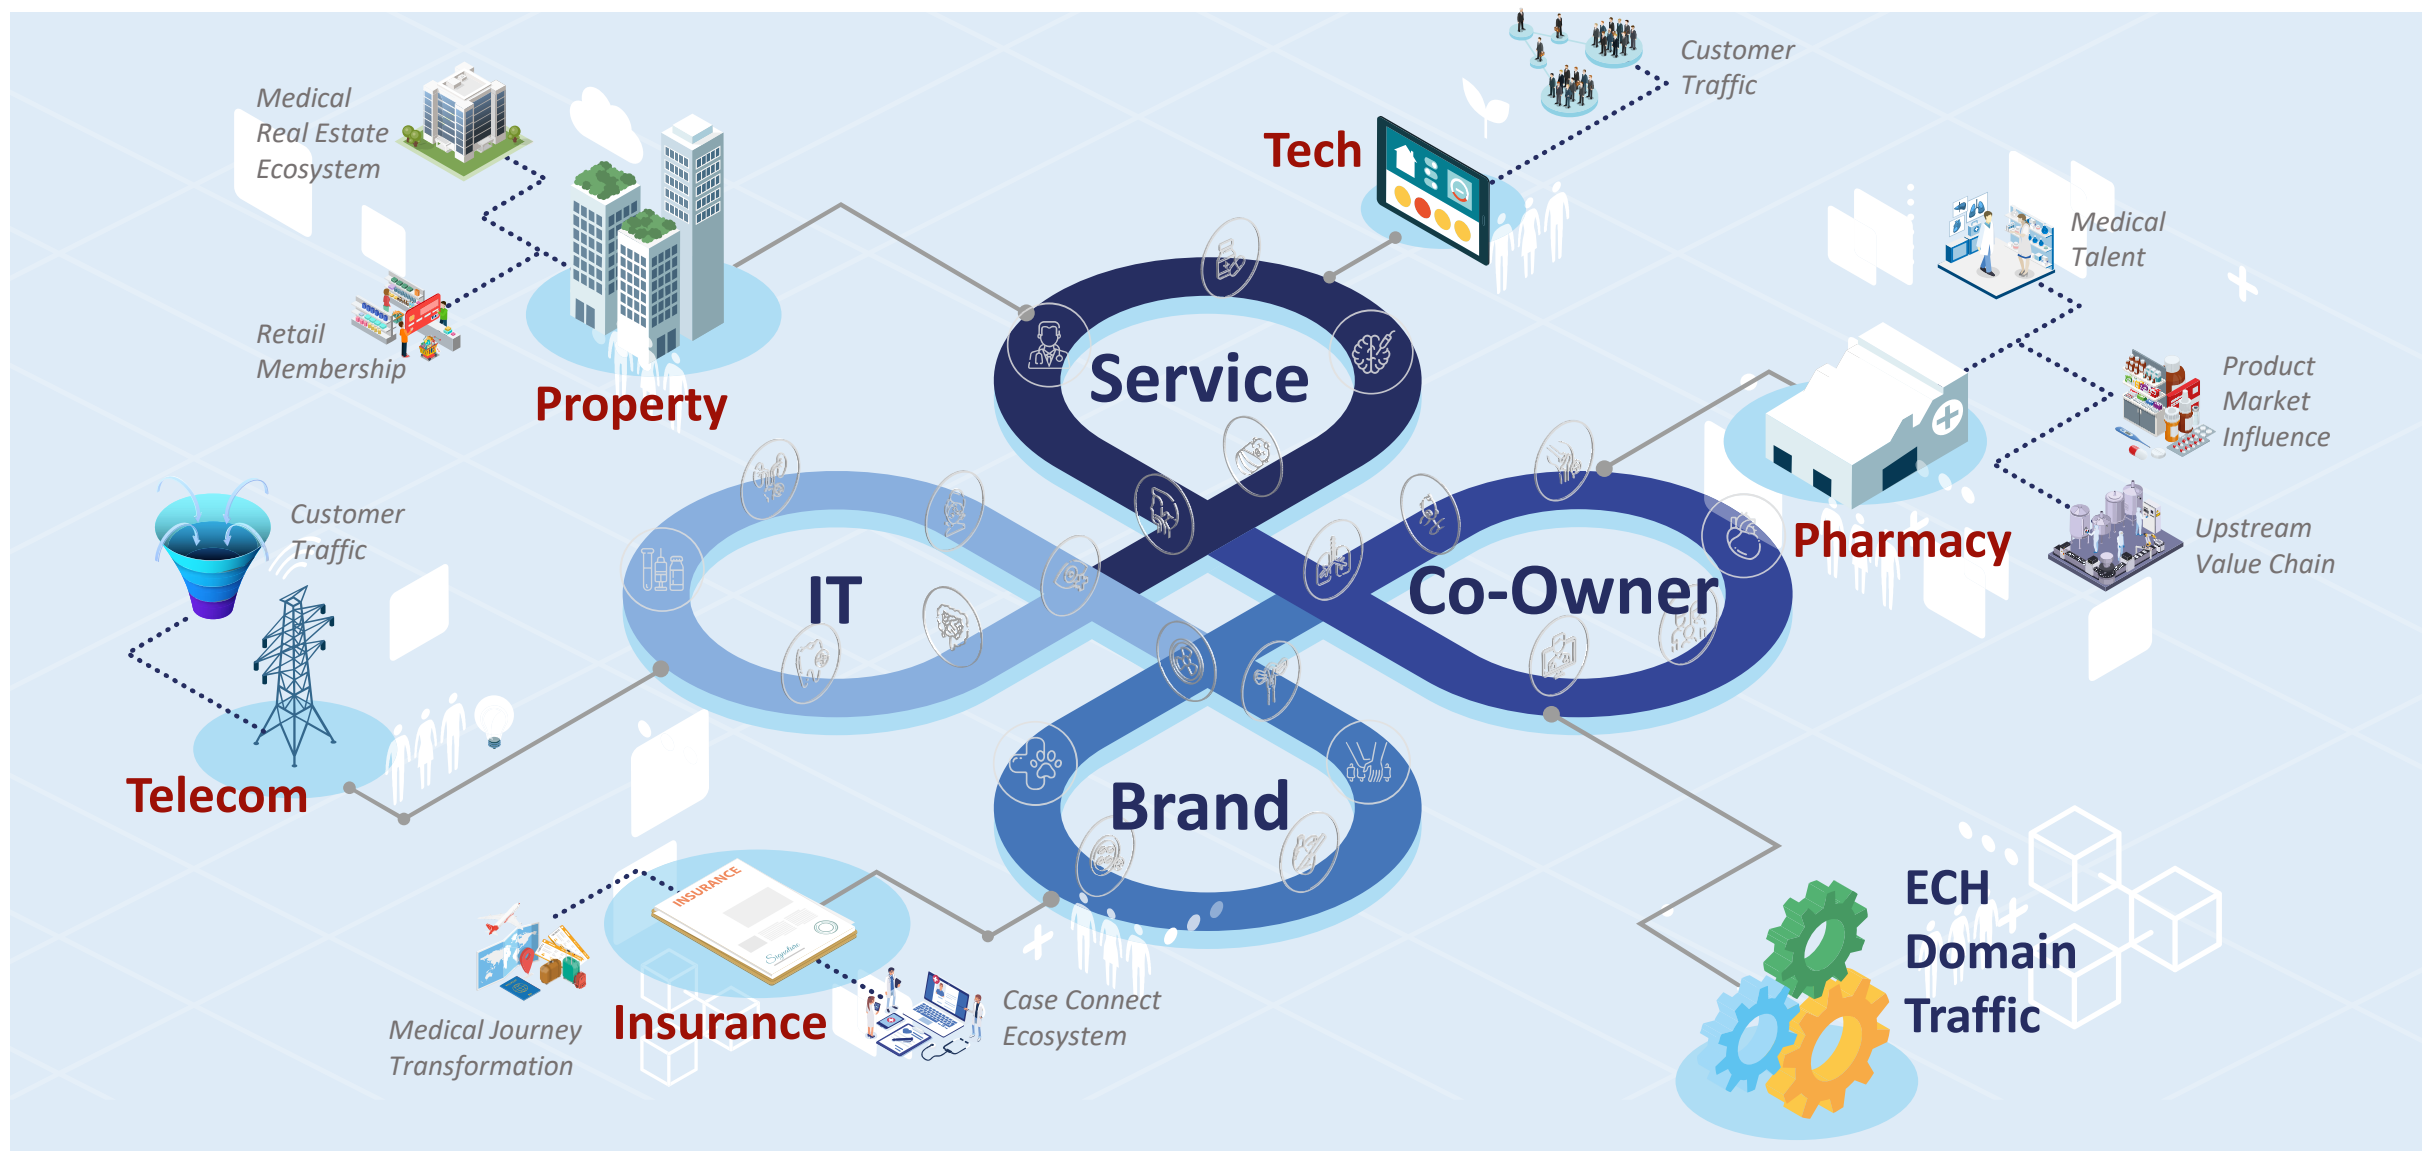 Customer
Traffic
Medical
Real Estate
Ecosystem
Tech
Medical
Talent
Retail
Membership
Property
Service
Product
Market
Influence
Customer
Traffic
Pharmacy
Upstream
Value Chain
IT
Co-Owner
Telecom
Brand
INSURANCE
Signature
ECH
Domain
Traffic
Insurance
Case Connect
Ecosystem
Medical Journey
Transformation